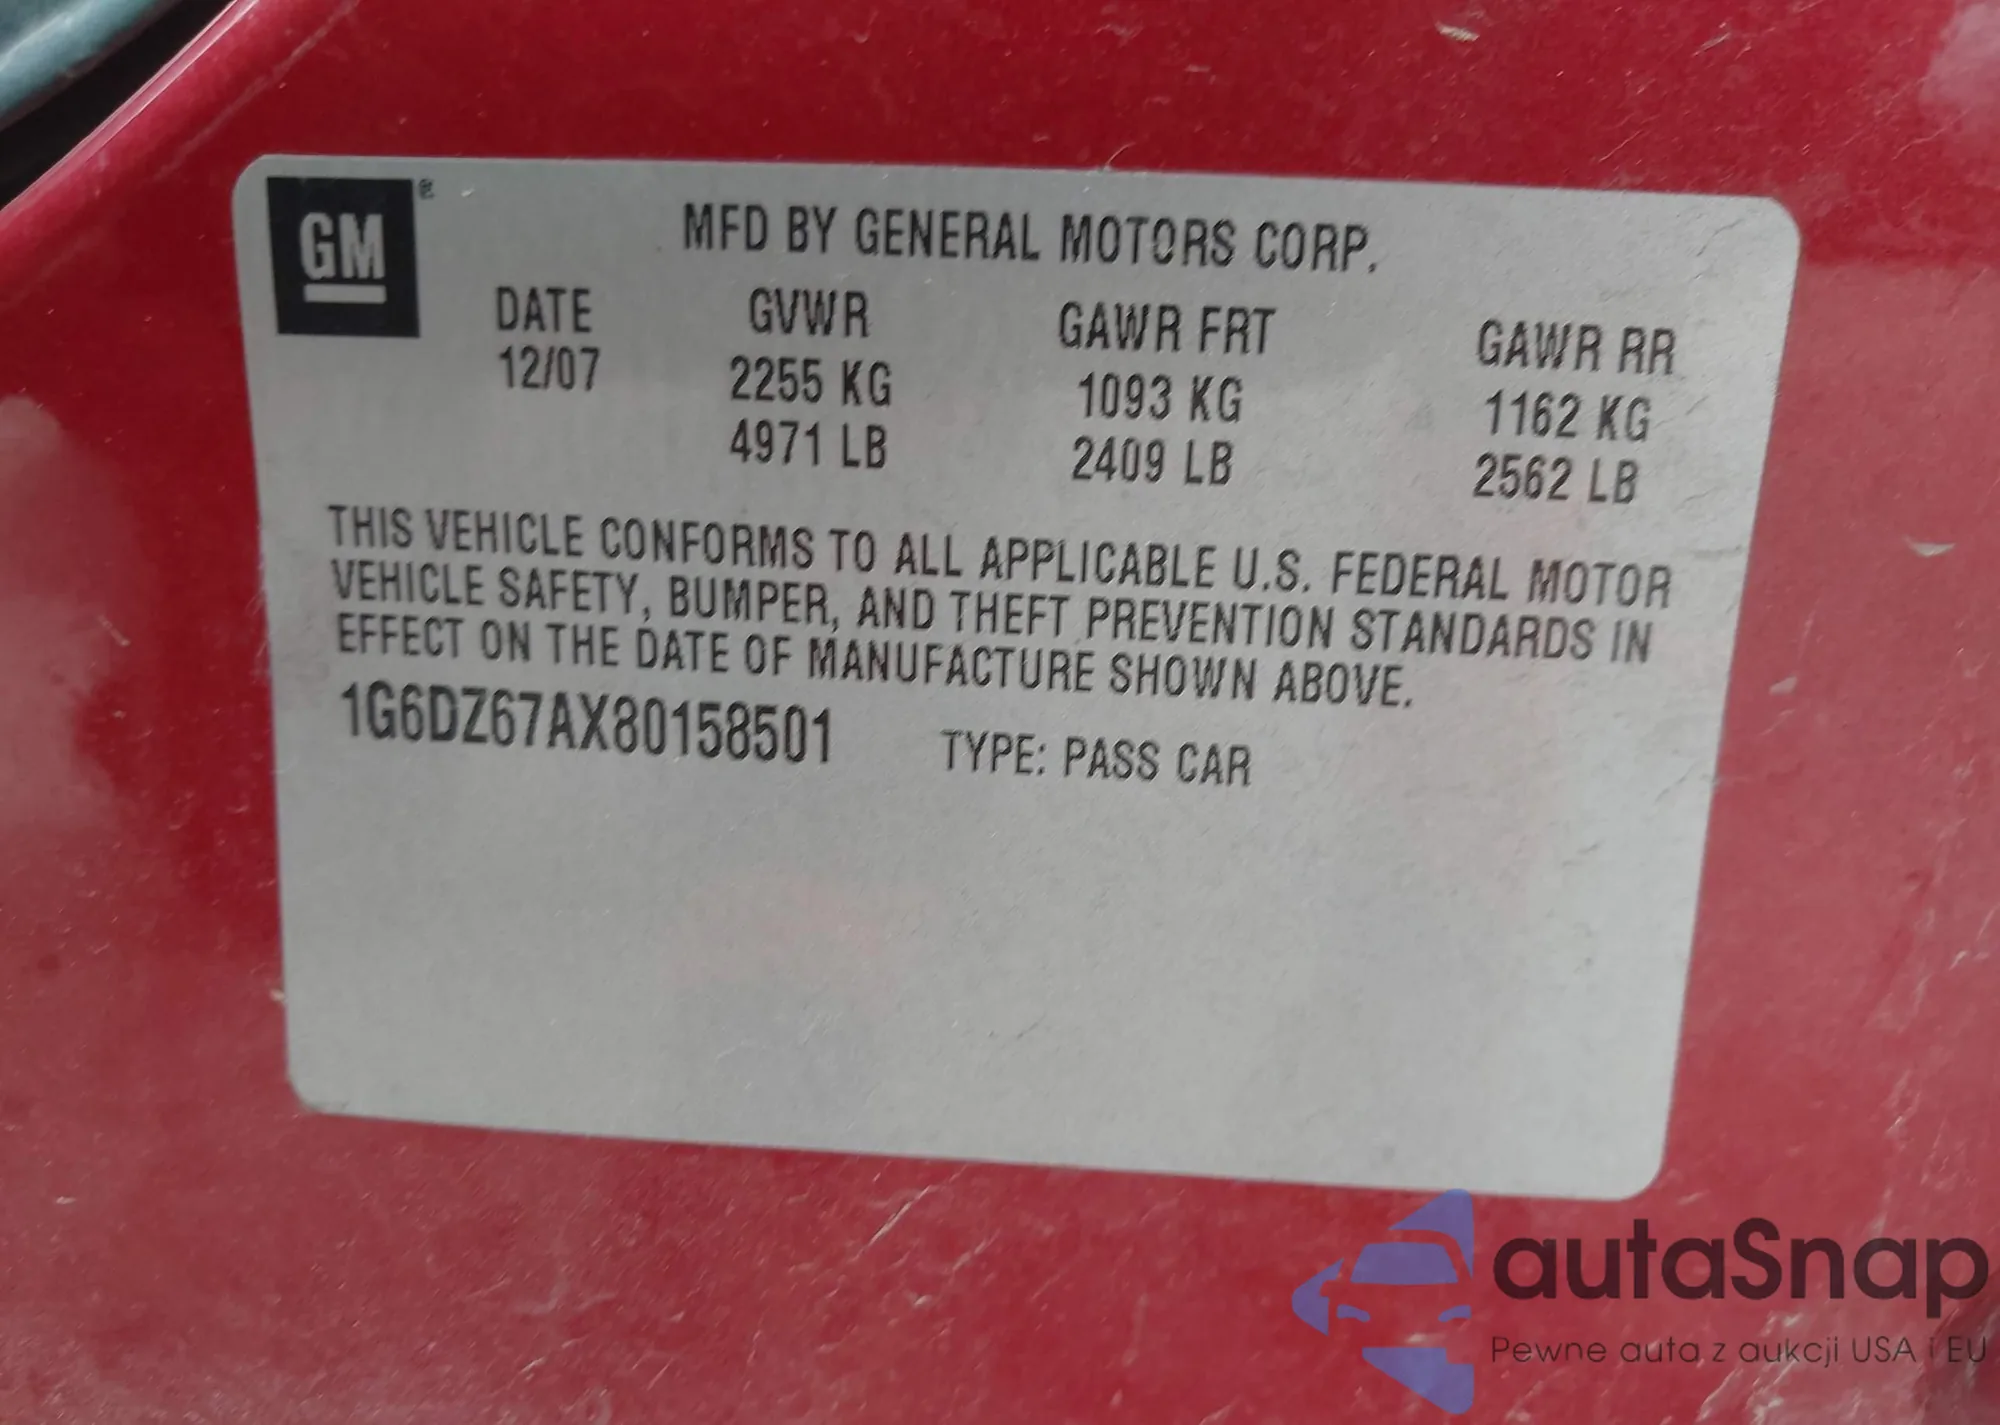 GM ®
MFD BY GENERAL MOTORS CORP.
DATE GVWR GAWR FRT GAWR RR
12/07 2255 KG 1093 KG 1162 KG
4971 LB 2409 LB 2562 LB
THIS VEHICLE CONFORMS TO ALL APPLICABLE U.S. FEDERAL MOTOR
VEHICLE SAFETY, BUMPER, AND THEFT PREVENTION STANDARDS IN
EFFECT ON THE DATE OF MANUFACTURE SHOWN ABOVE.
1G6DZ67AX80158501 TYPE: PASS CAR
autaSnap
Pewne auta z aukcji USA i EU